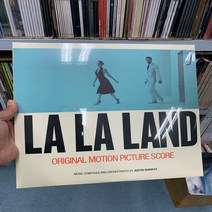 LA LA LAND
ORIGINAL MOTION PICTURE SCORE
MUSIC COMPOSED AND ORCHESTRATED BY JUSTIN HURWITZ